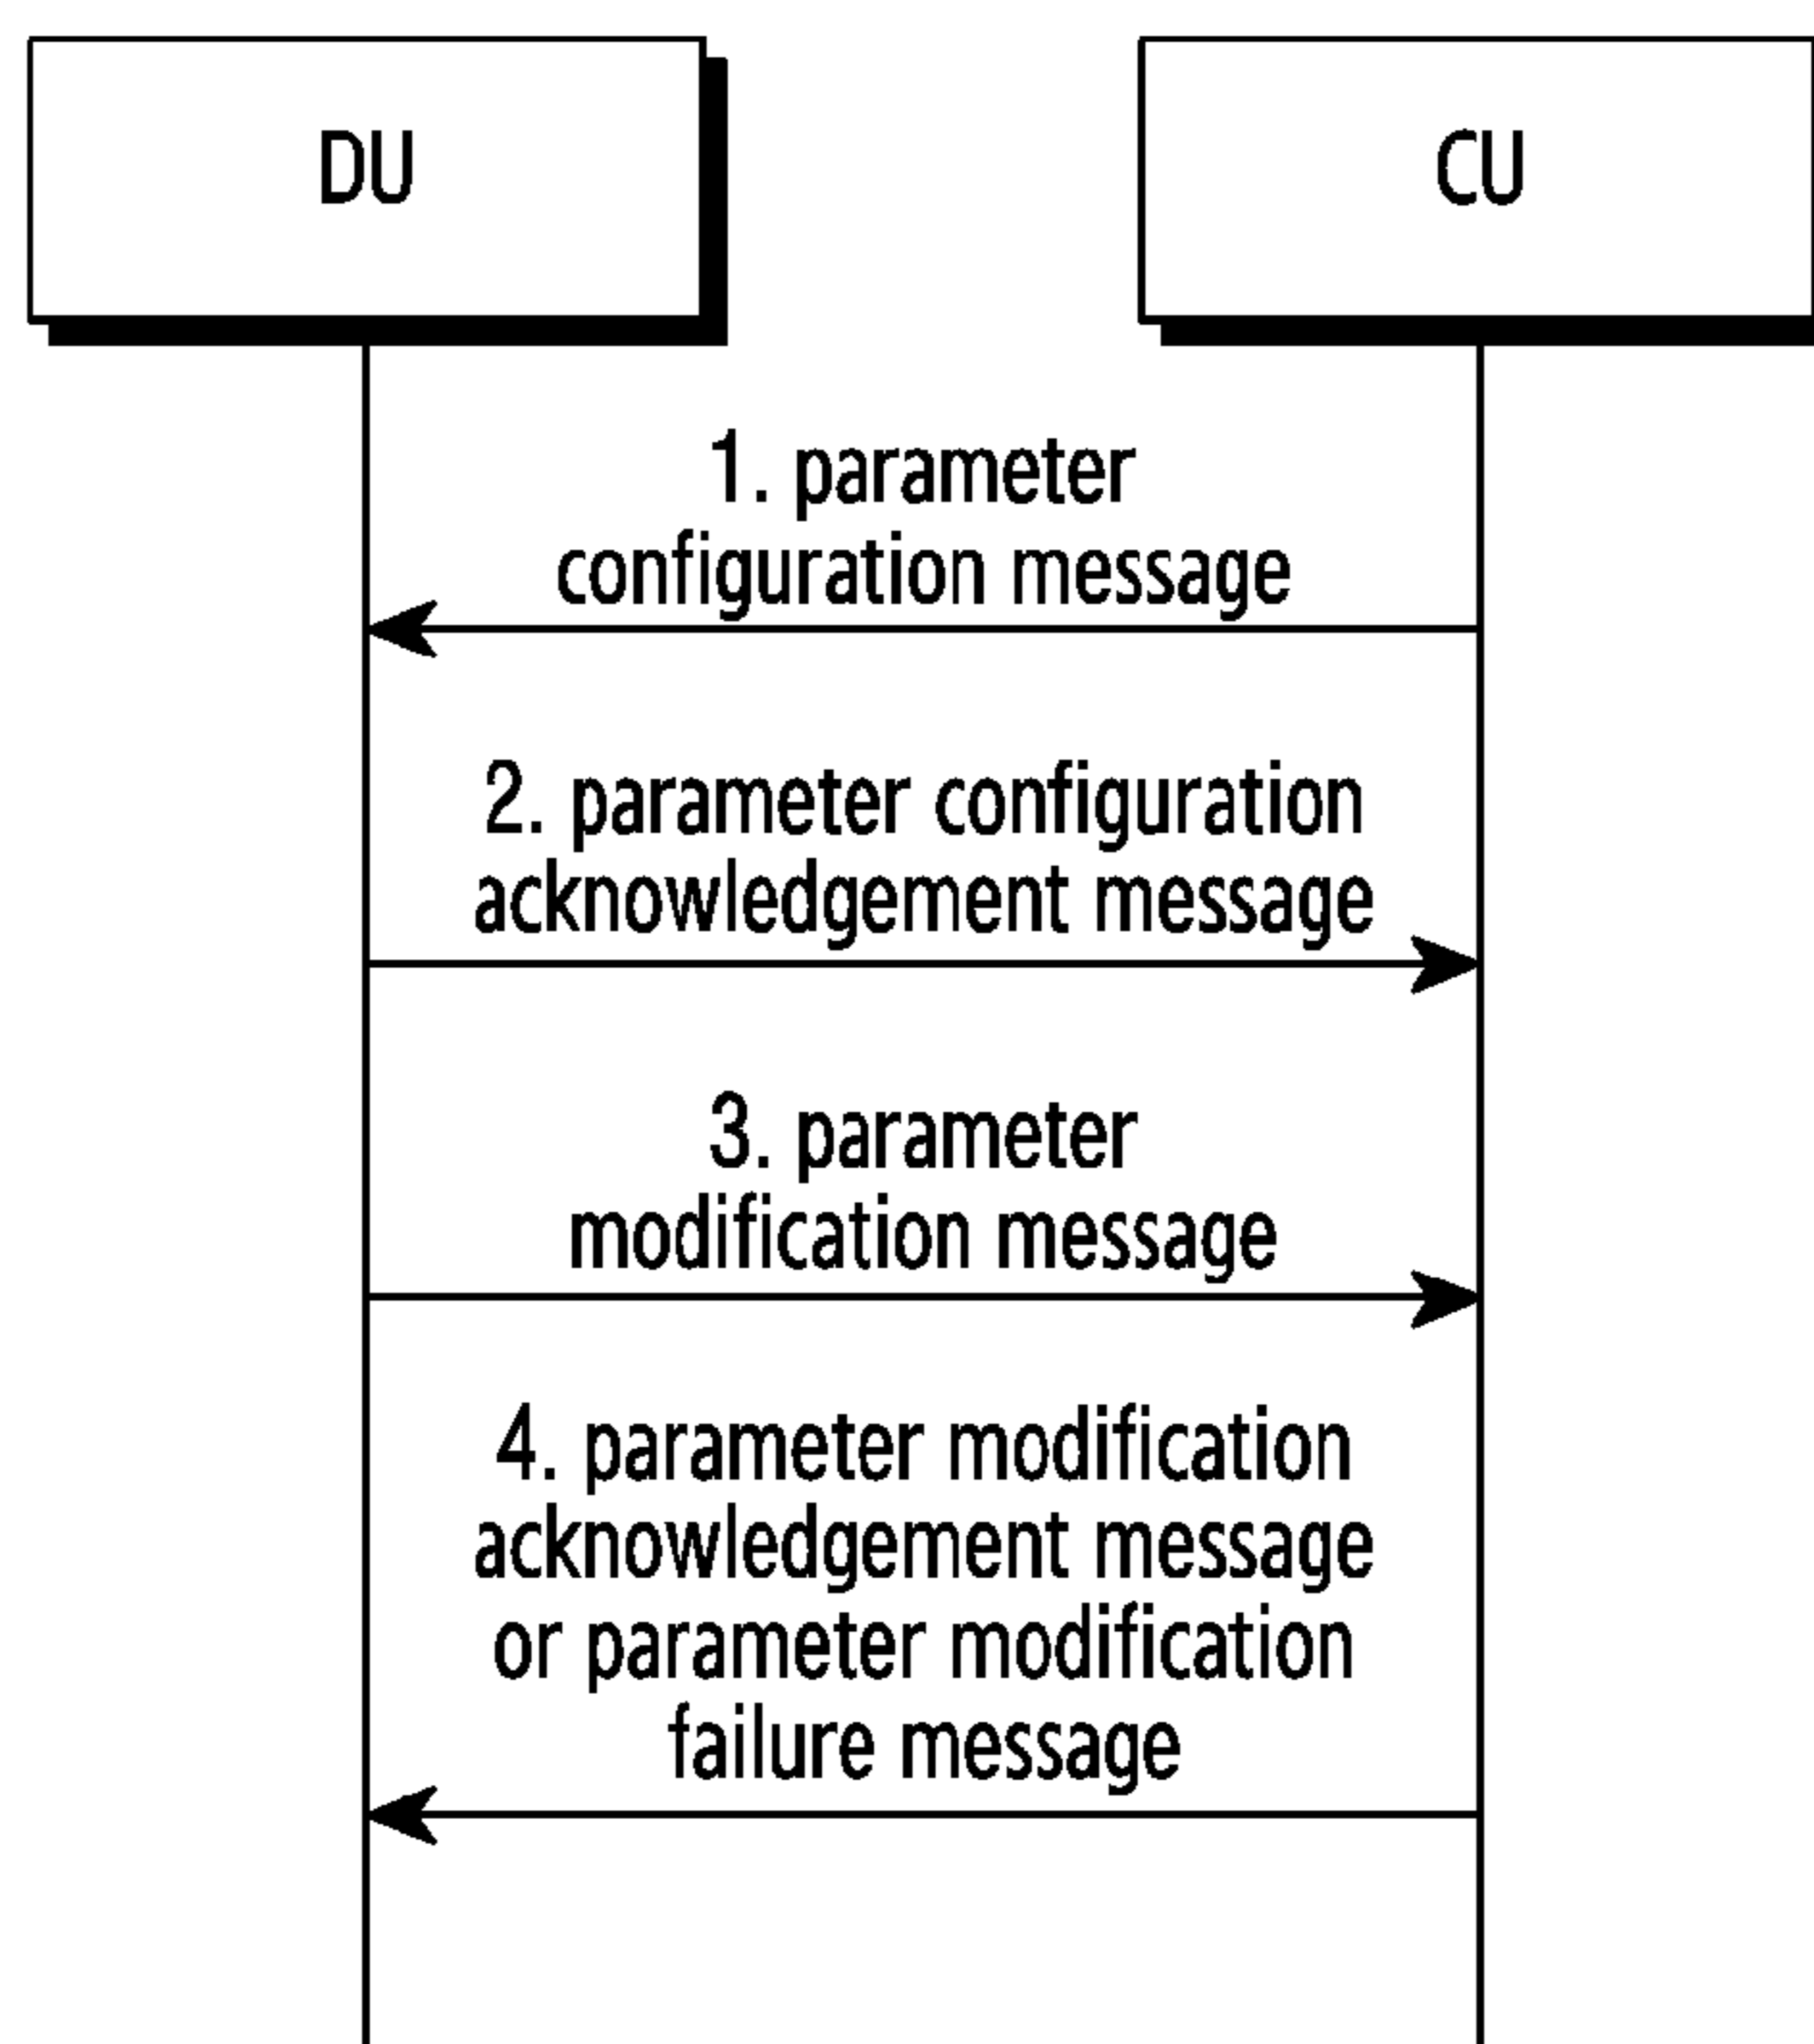 DU
CU
1. parameter
configuration message
2. parameter configuration
acknowledgement message
3. parameter
modification message
4. parameter modification
acknowledgement message
or parameter modification
failure message